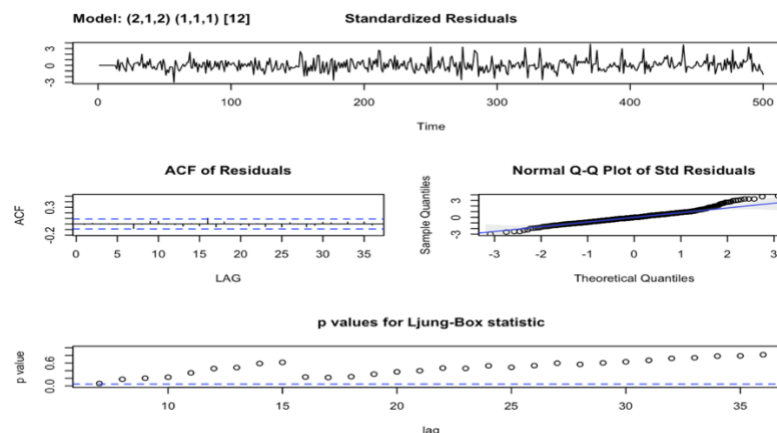 Model: (2,1,2) (1,1,1) [12] Standardized Residuals
3
0
-3
0 100 200 300 400 500
Time
ACF of Residuals
ACF
0.3
-0.2
0 5 10 15 20 25 30 35
LAG
Normal Q-Q Plot of Std Residuals
Sample Quantiles
3
0
-3
-3 -2 -1 0 1 2 3
Theoretical Quantiles
p values for Ljung-Box statistic
p value
0.6
0.0
10 15 20 25 30 35
lag